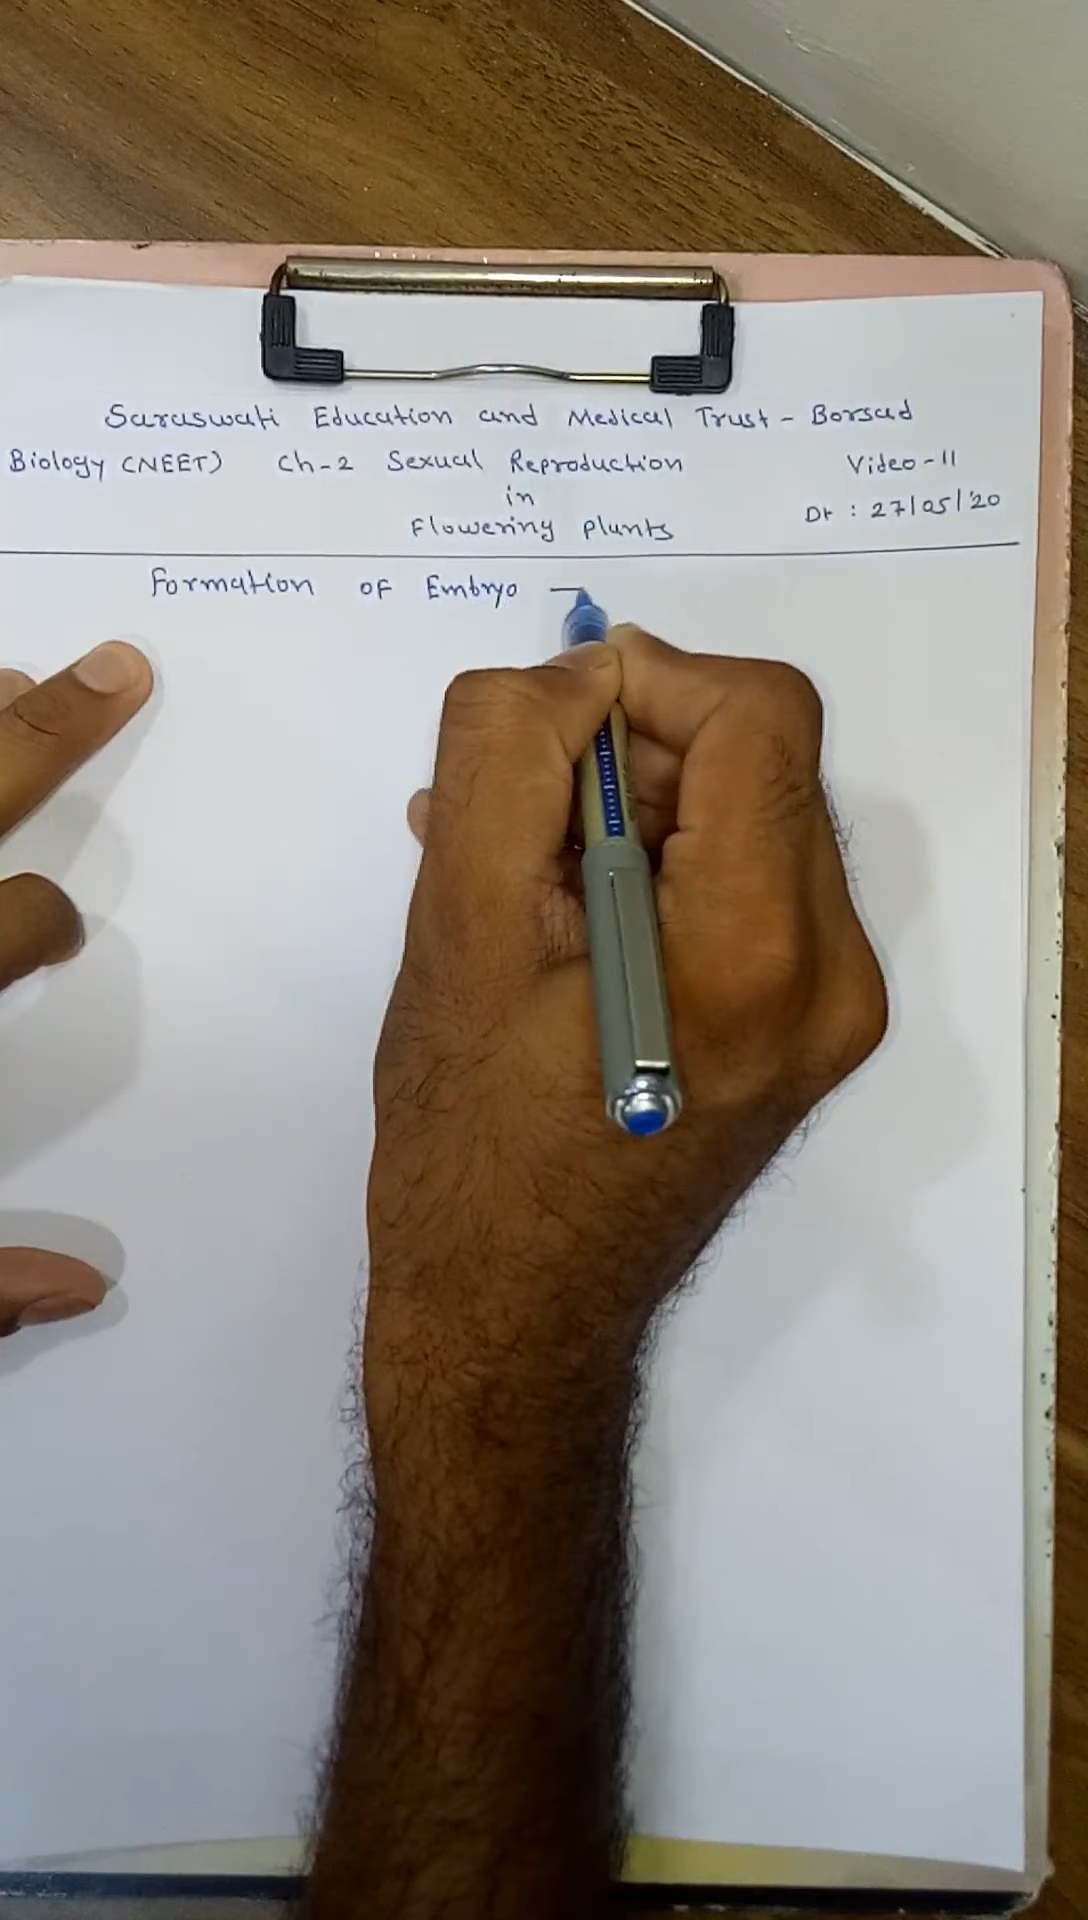 Saraswati Education and Medical Trust - Borsad
Biology (NEET) Ch-2 Sexual Reproduction Video-11
in
Flowering plants Dt : 27/05/'20
Formation of Embryo —